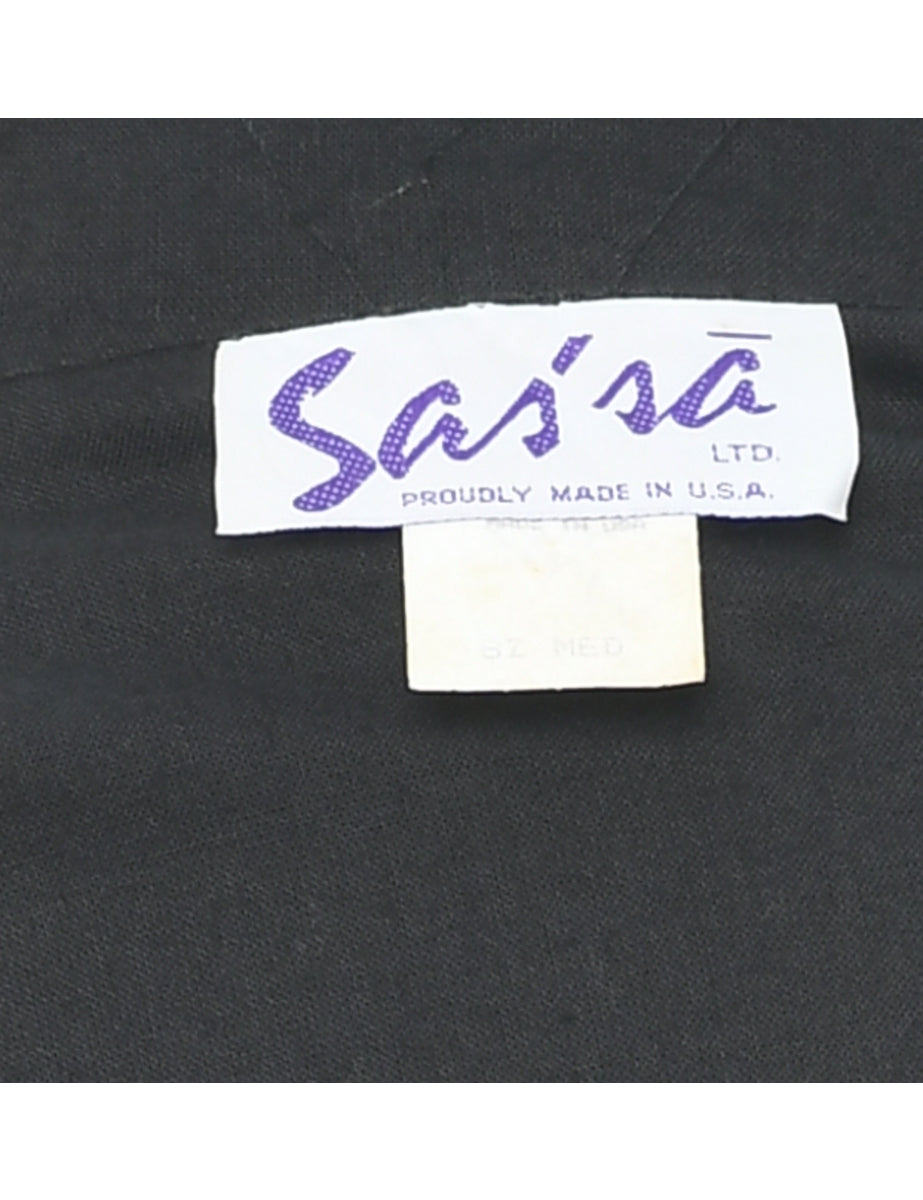 Sas'sā
LTD.
PROUDLY MADE IN U.S.A.
MADE IN USA
SZ MED